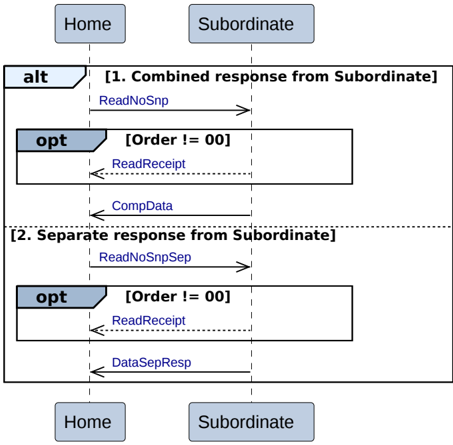 Home Subordinate
alt [1. Combined response from Subordinate]
ReadNoSnp
opt [Order != 00]
ReadReceipt
CompData
[2. Separate response from Subordinate]
ReadNoSnpSep
opt [Order != 00]
ReadReceipt
DataSepResp
Home Subordinate